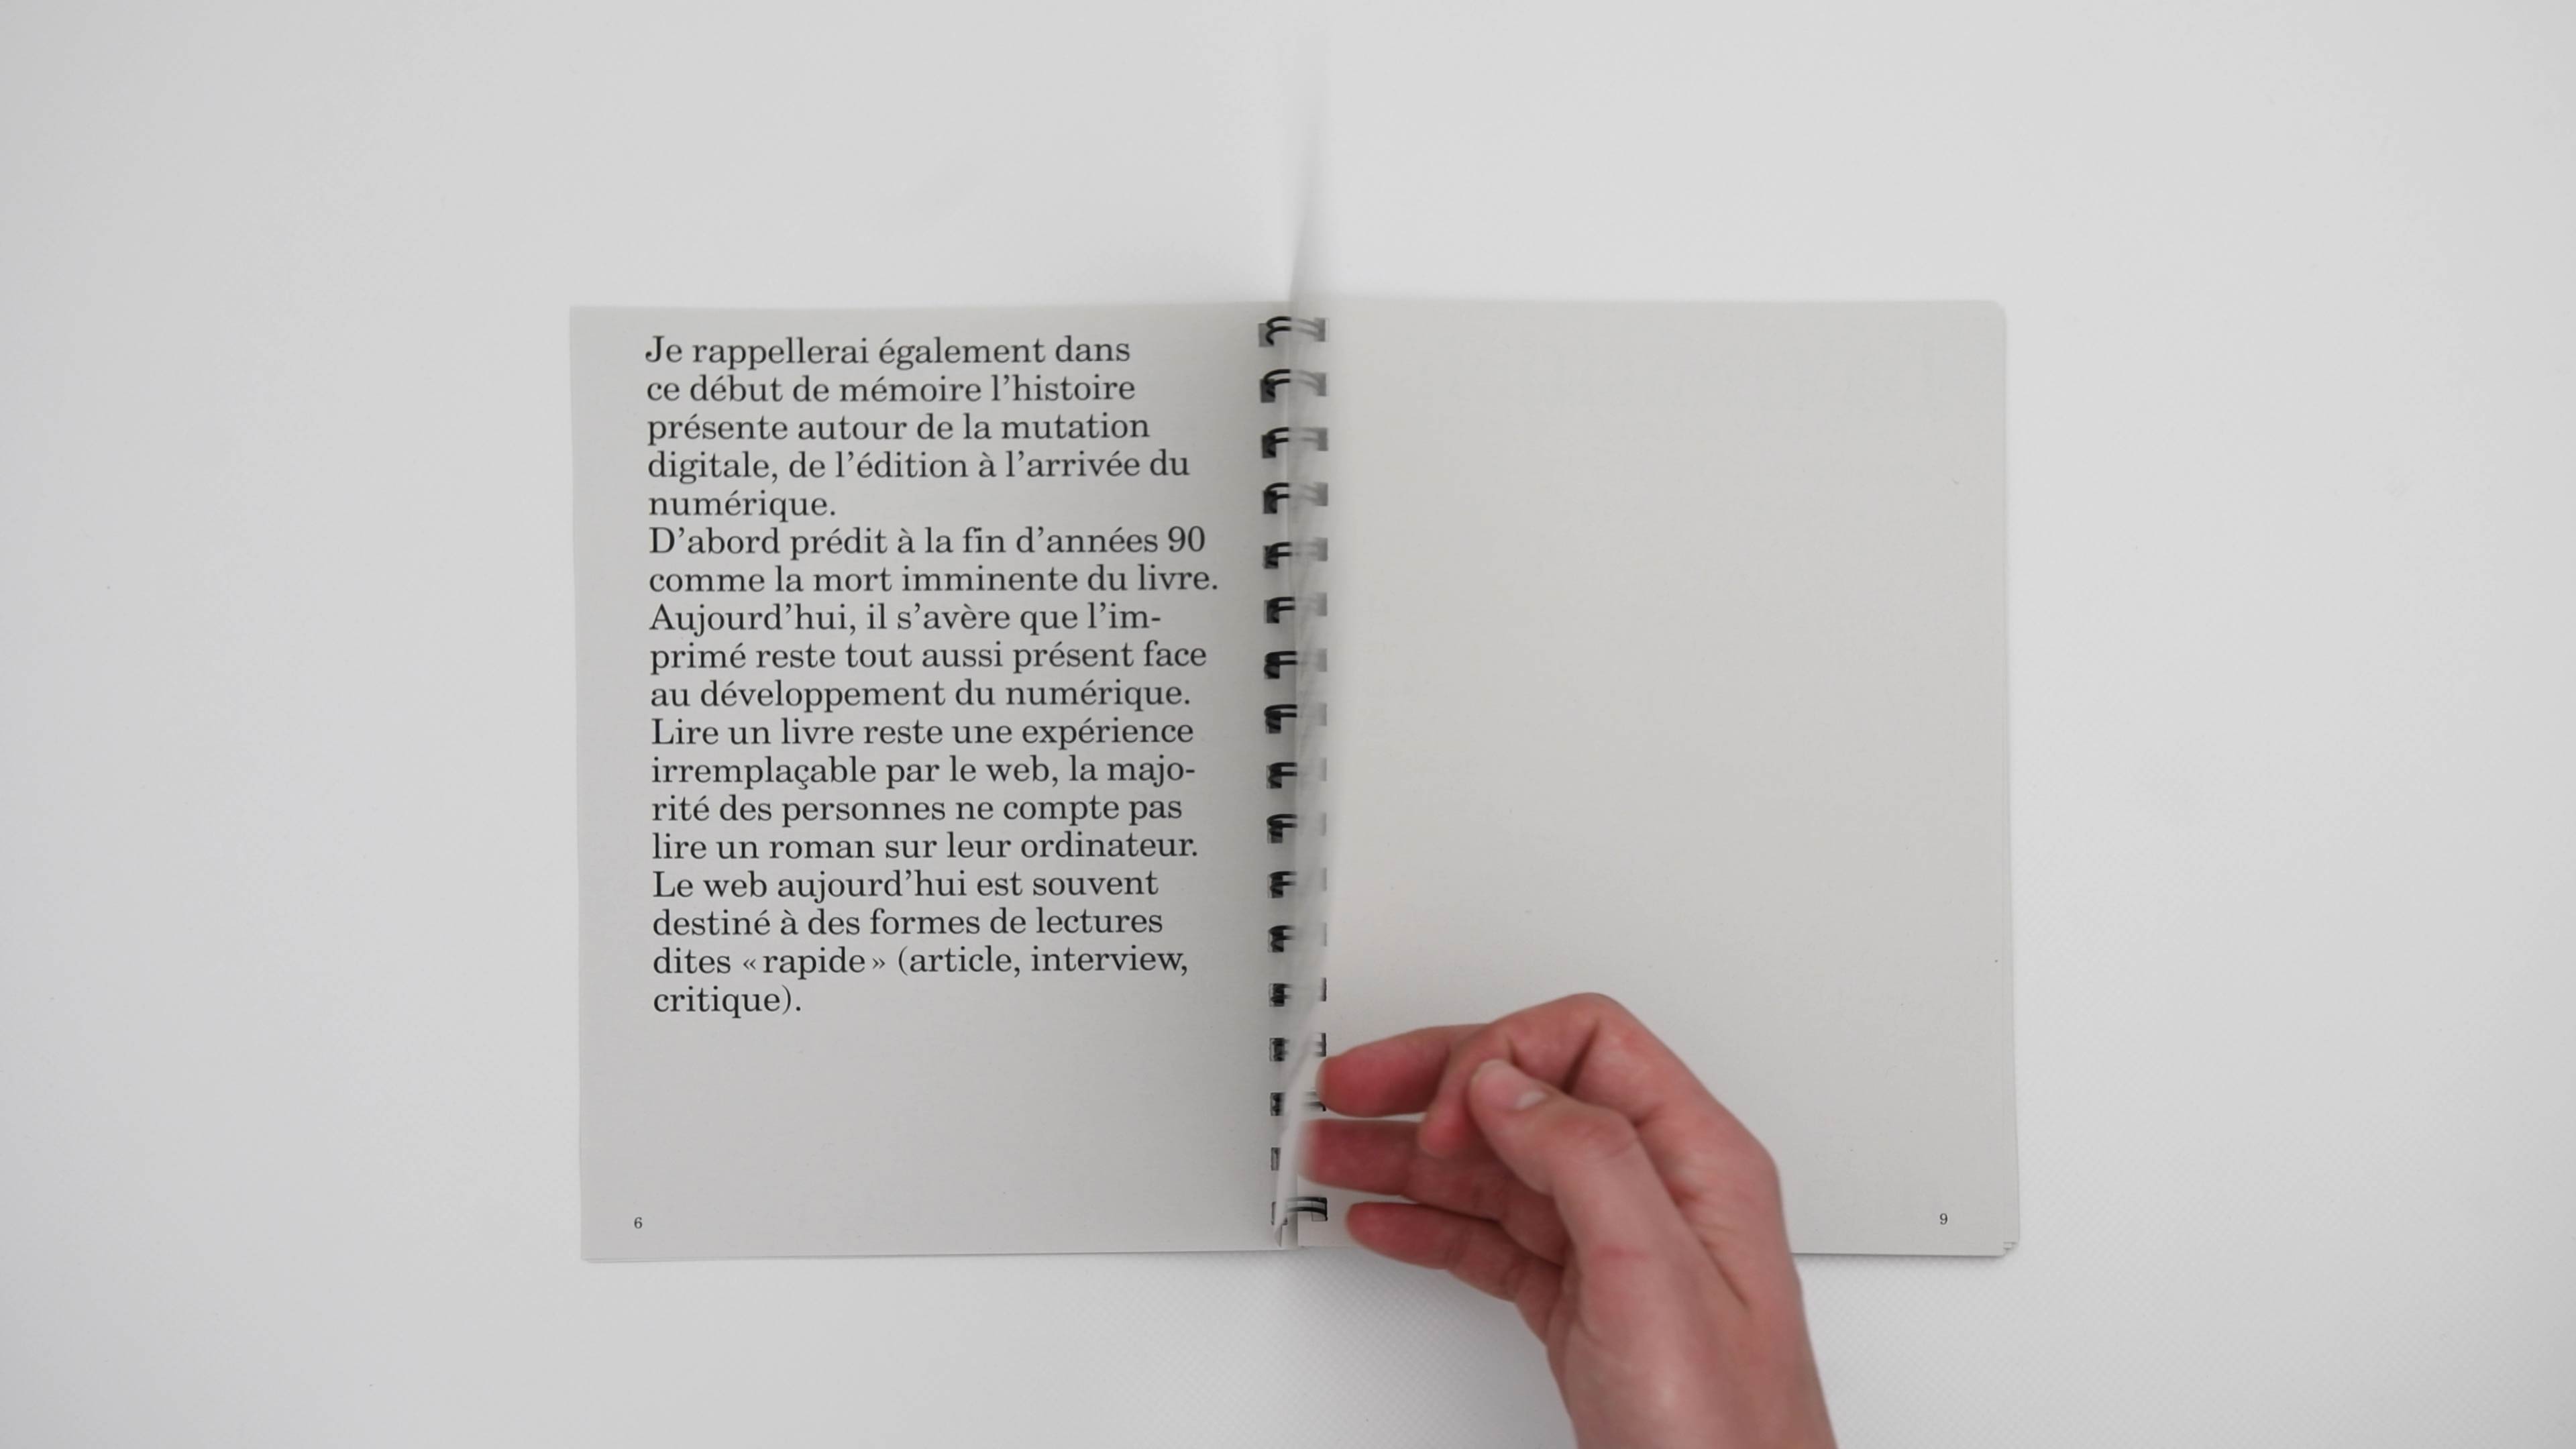 Je rappellerai également dans
ce début de mémoire l’histoire
présente autour de la mutation
digitale, de l’édition à l’arrivée du
numérique.
D’abord prédit à la fin d’années 90
comme la mort imminente du livre.
Aujourd’hui, il s’avère que l’im-
primé reste tout aussi présent face
au développement du numérique.
Lire un livre reste une expérience
irremplaçable par le web, la majo-
rité des personnes ne compte pas
lire un roman sur leur ordinateur.
Le web aujourd’hui est souvent
destiné à des formes de lectures
dites « rapide » (article, interview,
critique).
6
9